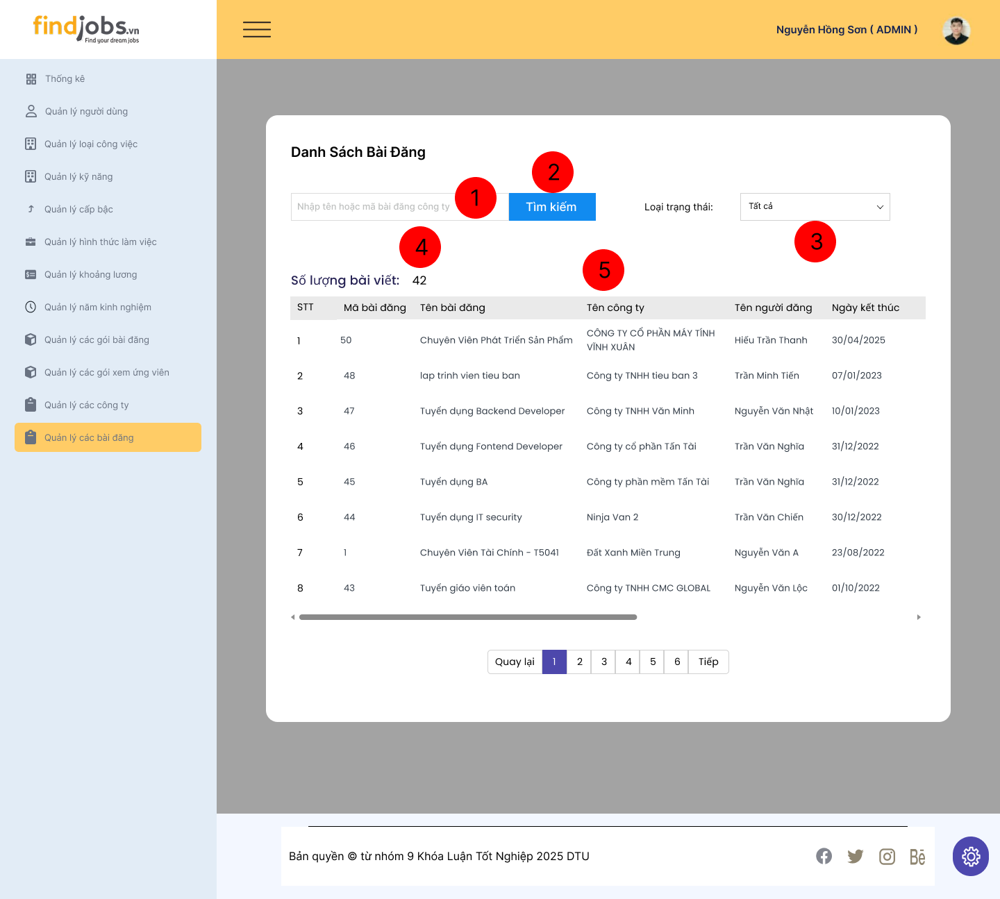 findjobs.vn
Find your dream jobs
Nguyễn Hồng Sơn ( ADMIN )
Thống kê
Quản lý người dùng
Quản lý loại công việc
Quản lý kỹ năng
Quản lý cấp bậc
Quản lý hình thức làm việc
Quản lý khoảng lương
Quản lý năm kinh nghiệm
Quản lý các gói bài đăng
Quản lý các gói xem ứng viên
Quản lý các công ty
Quản lý các bài đăng
Danh Sách Bài Đăng
2
Nhập tên hoặc mã bài đăng công ty 1 Tìm kiếm Loại trạng thái: Tất cả
4 3
5
Số lượng bài viết: 42
STT Mã bài đăng Tên bài đăng Tên công ty Tên người đăng Ngày kết thúc
1 50 Chuyên Viên Phát Triển Sản Phẩm CÔNG TY CỔ PHẦN MÁY TÍNH VĨNH XUÂN Hiếu Trần Thanh 30/04/2025
2 48 lap trinh vien tieu ban Công ty TNHH tieu ban 3 Trần Minh Tiến 07/01/2023
3 47 Tuyển dụng Backend Developer Công ty TNHH Văn Minh Nguyễn Văn Nhật 10/01/2023
4 46 Tuyển dụng Fontend Developer Công ty cổ phần Tấn Tài Trần Văn Nghĩa 31/12/2022
5 45 Tuyển dụng BA Công ty phần mềm Tấn Tài Trần Văn Nghĩa 31/12/2022
6 44 Tuyển dụng IT security Ninja Van 2 Trần Văn Chiến 30/12/2022
7 1 Chuyên Viên Tài Chính - T5041 Đất Xanh Miền Trung Nguyễn Văn A 23/08/2022
8 43 Tuyển giáo viên toán Công ty TNHH CMC GLOBAL Nguyễn Văn Lộc 01/10/2022
Quay lại 1 2 3 4 5 6 Tiếp
Bản quyền © từ nhóm 9 Khóa Luận Tốt Nghiệp 2025 DTU